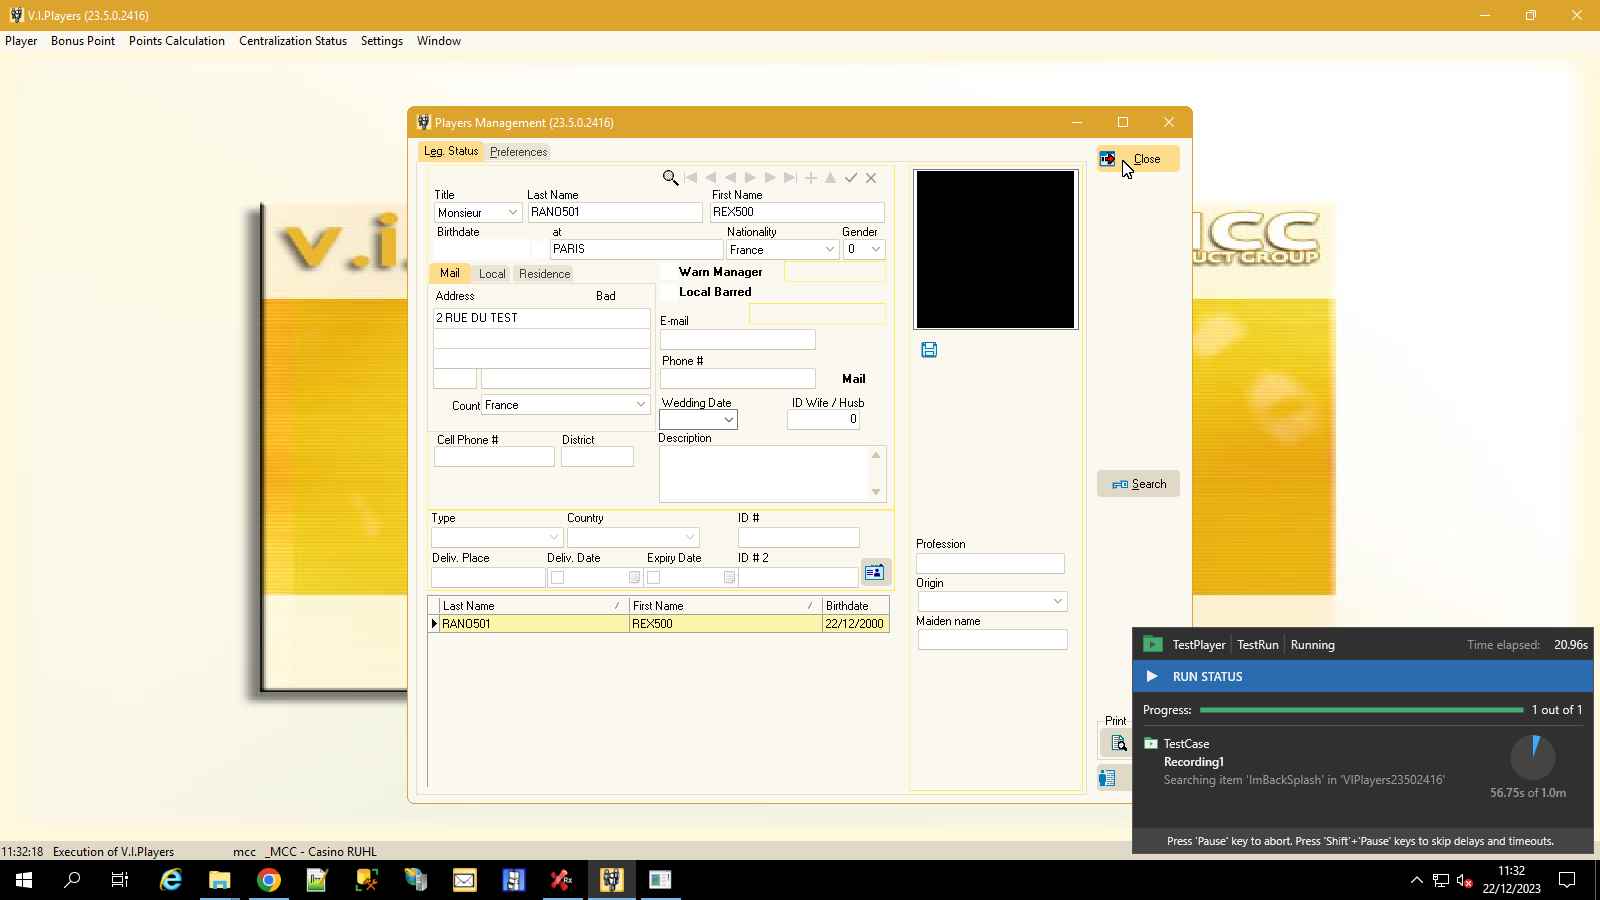 V.I.Players (23.5.0.2416)
Player Bonus Point Points Calculation Centralization Status Settings Window
Players Management (23.5.0.2416)
Leg. Status Preferences
Close
Title Last Name First Name
Monsieur RANO501 REX500
Birthdate at Nationality Gender
PARIS France 0
Mail Local Residence
Warn Manager
Local Barred
Address Bad
2 RUE DU TEST
E-mail
Phone #
Mail
Wedding Date ID Wife / Husb
Count France
0
Cell Phone # District Description
Search
Type Country ID #
Deliv. Place Deliv. Date Expiry Date ID # 2
Profession
Origin
Maiden name
Last Name First Name Birthdate
RANO501 REX500 22/12/2000
Print
v.i.
MCC
UCT GROUP
TestPlayer TestRun Running Time elapsed: 20.96s
RUN STATUS
Progress: 1 out of 1
TestCase
Recording1
Searching item 'ImBackSplash' in 'VIPlayers23502416'
56.75s of 1.0m
Press 'Pause' key to abort. Press 'Shift'+'Pause' keys to skip delays and timeouts.
11:32:18 Execution of V.I.Players mcc _MCC - Casino RUHL
11:32
22/12/2023